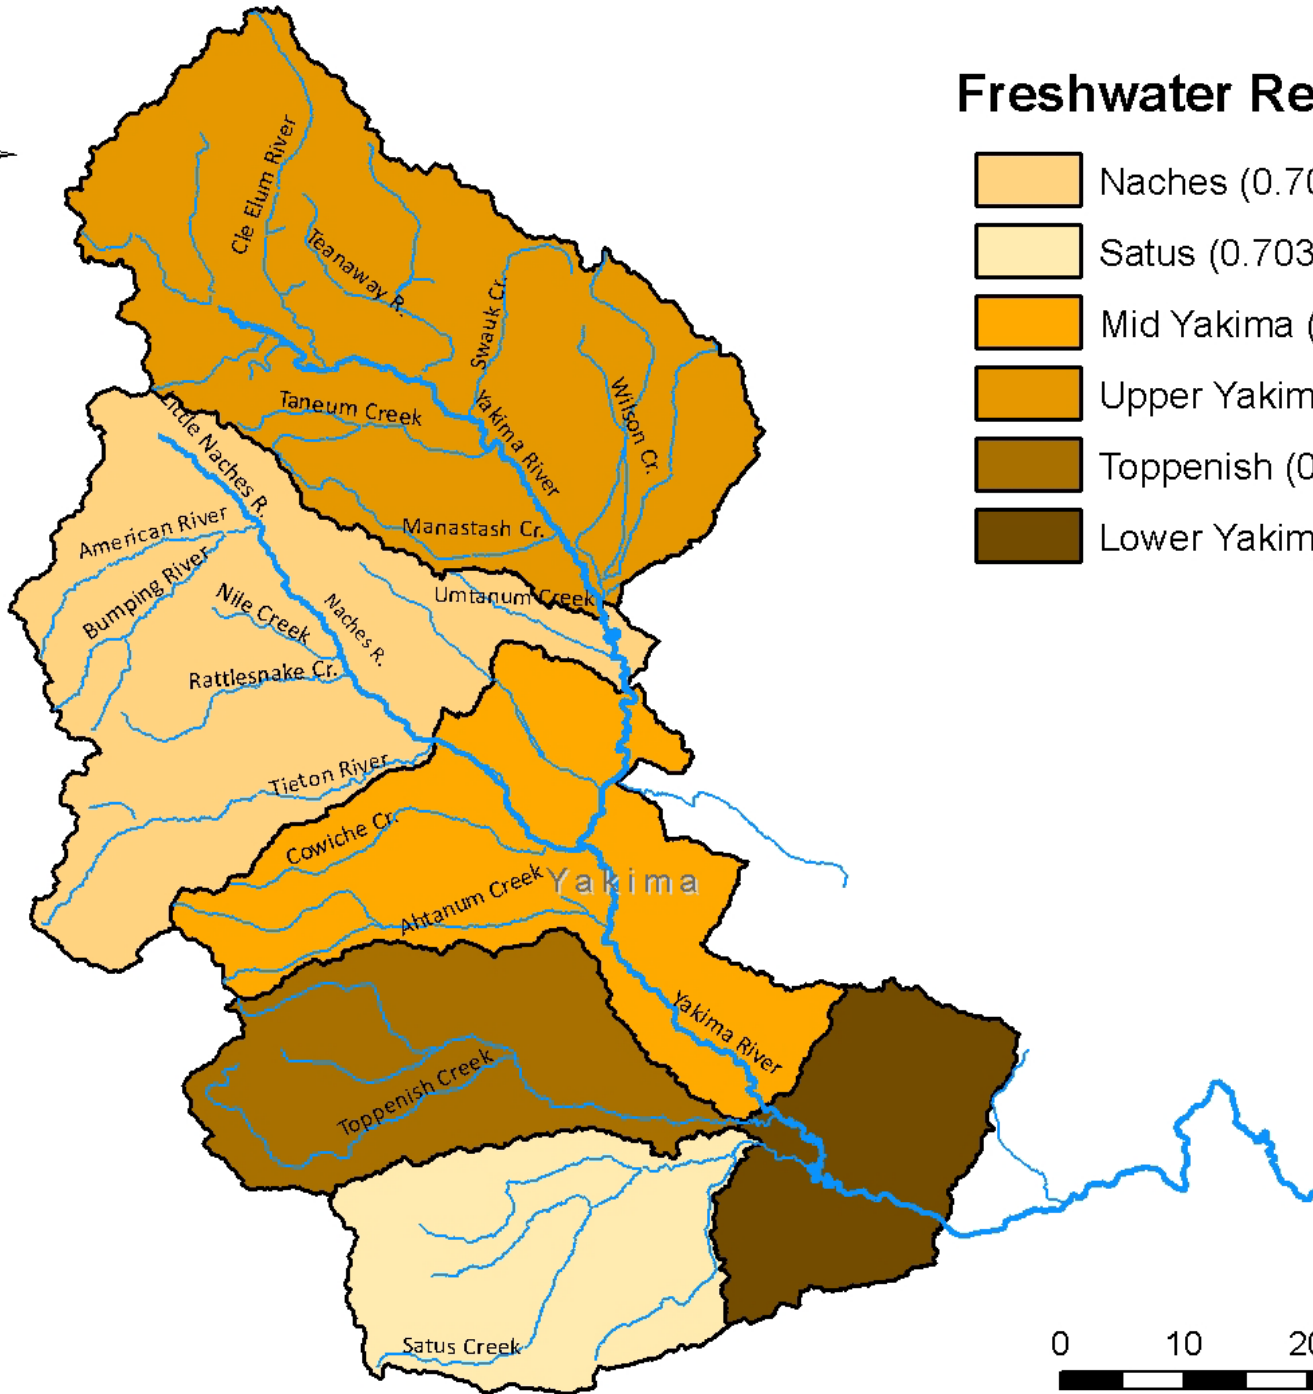 Freshwater Re
Naches (0.70
Satus (0.703
Mid Yakima (
Upper Yakim
Toppenish (0
Lower Yakim
Cle Elum River
Teanaway R.
Swauk Cr.
Wilson Cr.
Taneum Creek
Yakima River
Little Naches R.
Manastash Cr.
American River
Bumping River
Umtanum Creek
Nile Creek
Naches R.
Rattlesnake Cr.
Tieton River
Cowiche Cr.
Ahtanum Creek
Yakima
Yakima River
Toppenish Creek
Satus Creek
0 10 20